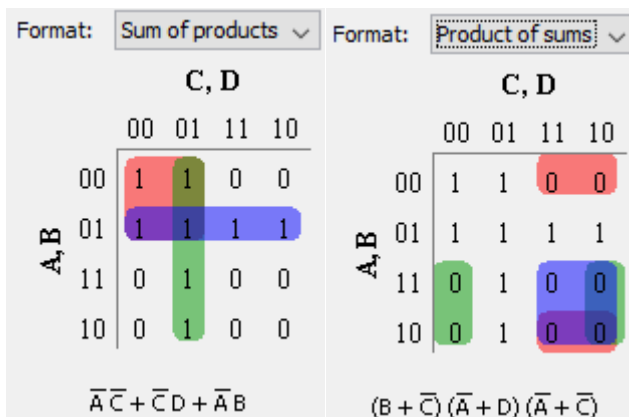 Format: Sum of products
C, D
00 01 11 10
00 1 1 0 0
01 1 1 1 1
11 0 1 0 0
10 0 1 0 0
A, B
A̅ C̅ + C̅ D + A̅ B
Format: Product of sums
C, D
00 01 11 10
00 1 1 0 0
01 1 1 1 1
11 0 1 0 0
10 0 1 0 0
A, B
(B + C̅) (A̅ + D) (A̅ + C̅)